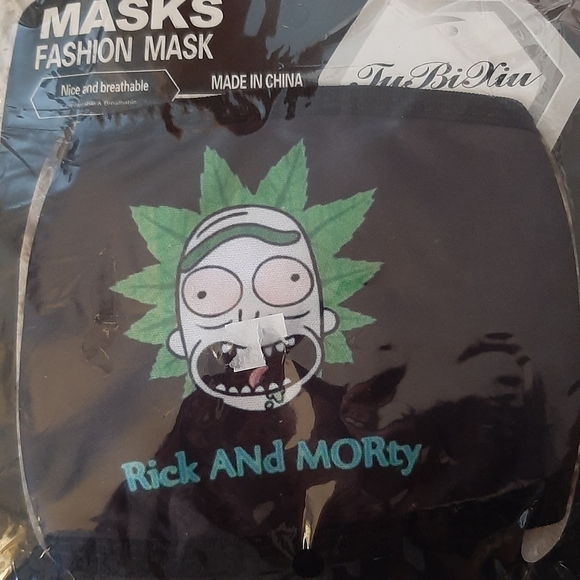 MASKS
FASHION MASK
Nice and breathable
MADE IN CHINA
TuBiXiu
Rick ANd MORty